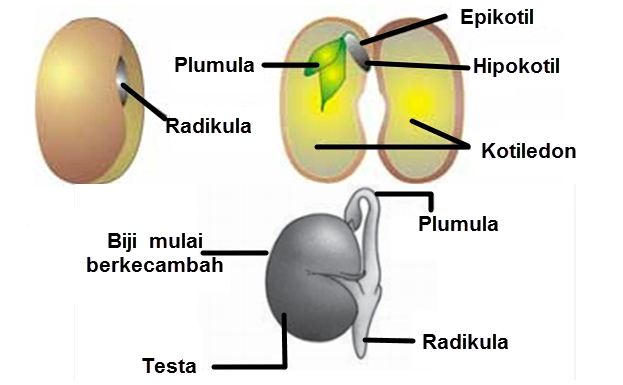 Epikotil
Plumula
Hipokotil
Radikula
Kotiledon
Plumula
Biji mulai
berkecambah
Radikula
Testa